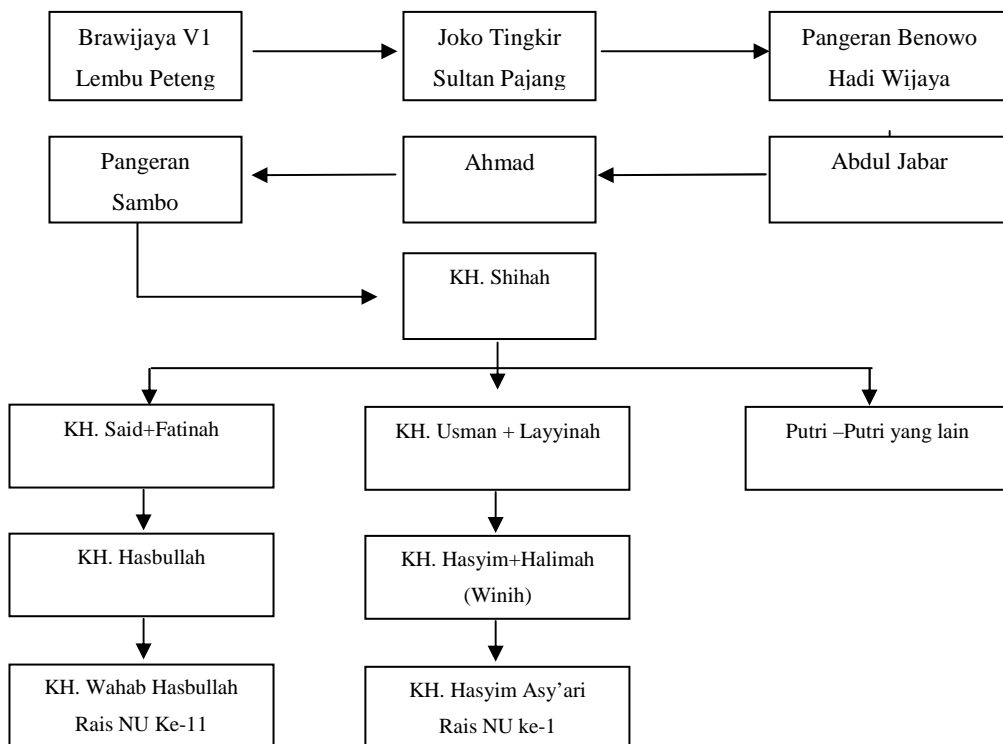 Brawijaya V1
Lembu Peteng
Joko Tingkir
Sultan Pajang
Pangeran Benowo
Hadi Wijaya
Pangeran
Sambo
Ahmad
Abdul Jabar
KH. Shihah
KH. Said+Fatinah
KH. Usman + Layyinah
Putri –Putri yang lain
KH. Hasbullah
KH. Hasyim+Halimah
(Winih)
KH. Wahab Hasbullah
Rais NU Ke-11
KH. Hasyim Asy’ari
Rais NU ke-1